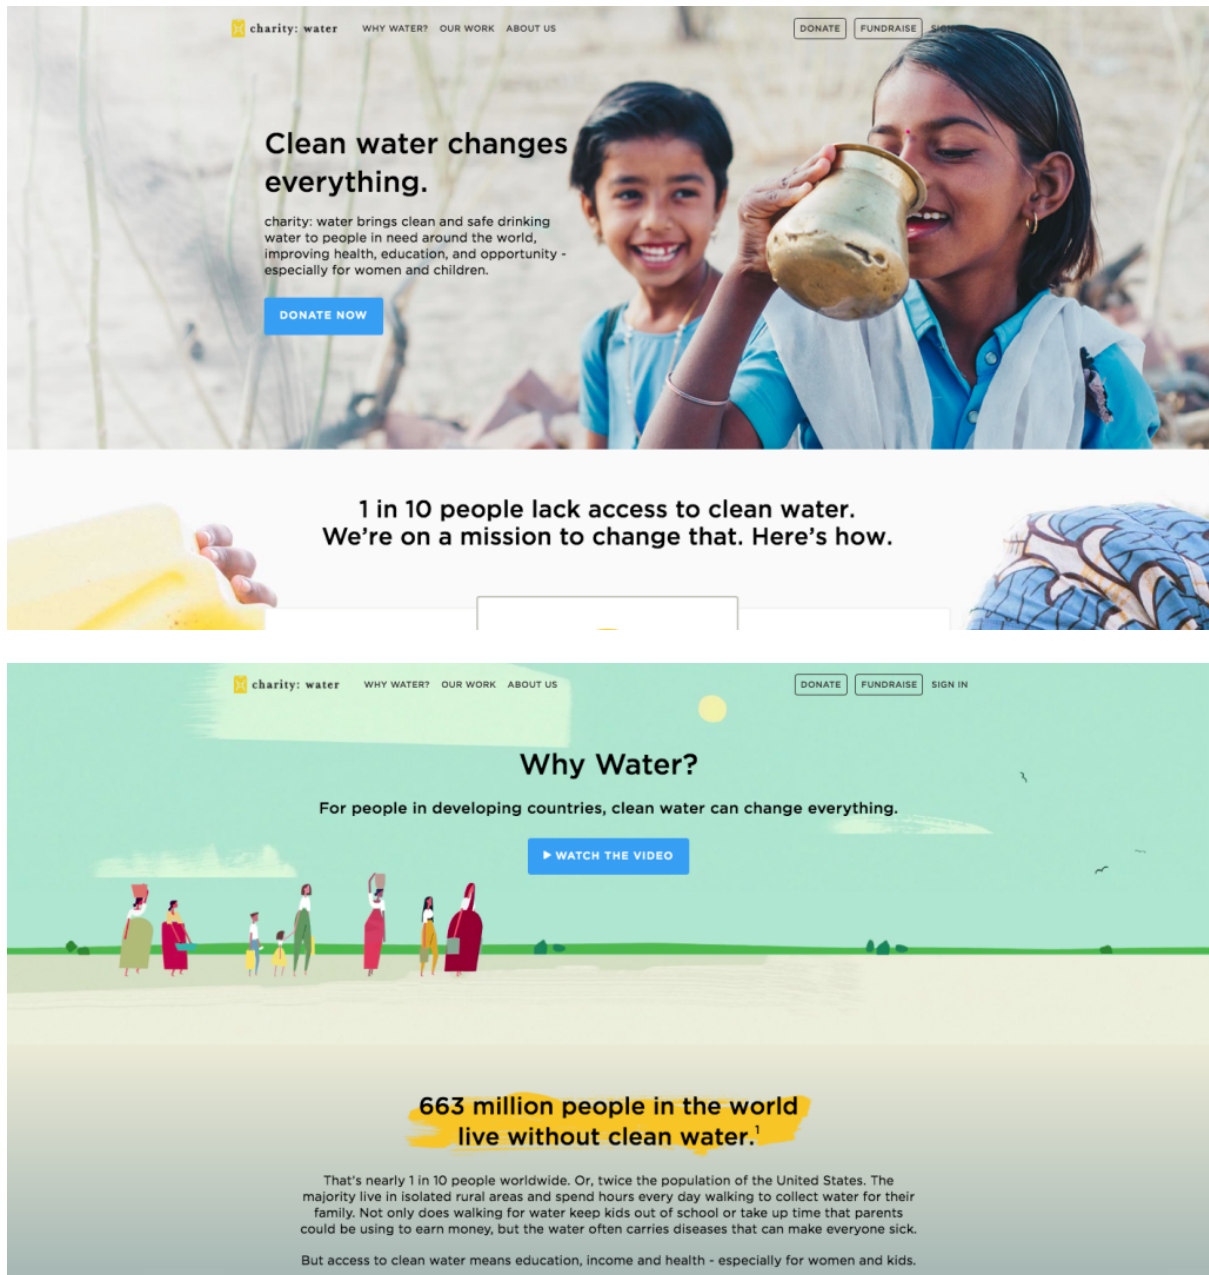 charity: water WHY WATER? OUR WORK ABOUT US DONATE FUNDRAISE SIGN
Clean water changes
everything.
charity: water brings clean and safe drinking
water to people in need around the world,
improving health, education, and opportunity -
especially for women and children.
DONATE NOW
1 in 10 people lack access to clean water.
We're on a mission to change that. Here's how.
charity: water WHY WATER? OUR WORK ABOUT US DONATE FUNDRAISE SIGN IN
Why Water?
For people in developing countries, clean water can change everything.
WATCH THE VIDEO
663 million people in the world
live without clean water.¹
That's nearly 1 in 10 people worldwide. Or, twice the population of the United States. The
majority live in isolated rural areas and spend hours every day walking to collect water for their
family. Not only does walking for water keep kids out of school or take up time that parents
could be using to earn money, but the water often carries diseases that can make everyone sick.
But access to clean water means education, income and health - especially for women and kids.